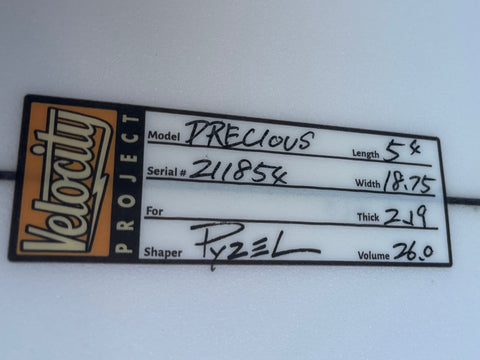 Velocity PROJECT
Model PRECIOUS Length 5 4
Serial # 211854 Width 18.75
For Thick 2.19
Shaper PYZEL Volume 26.0